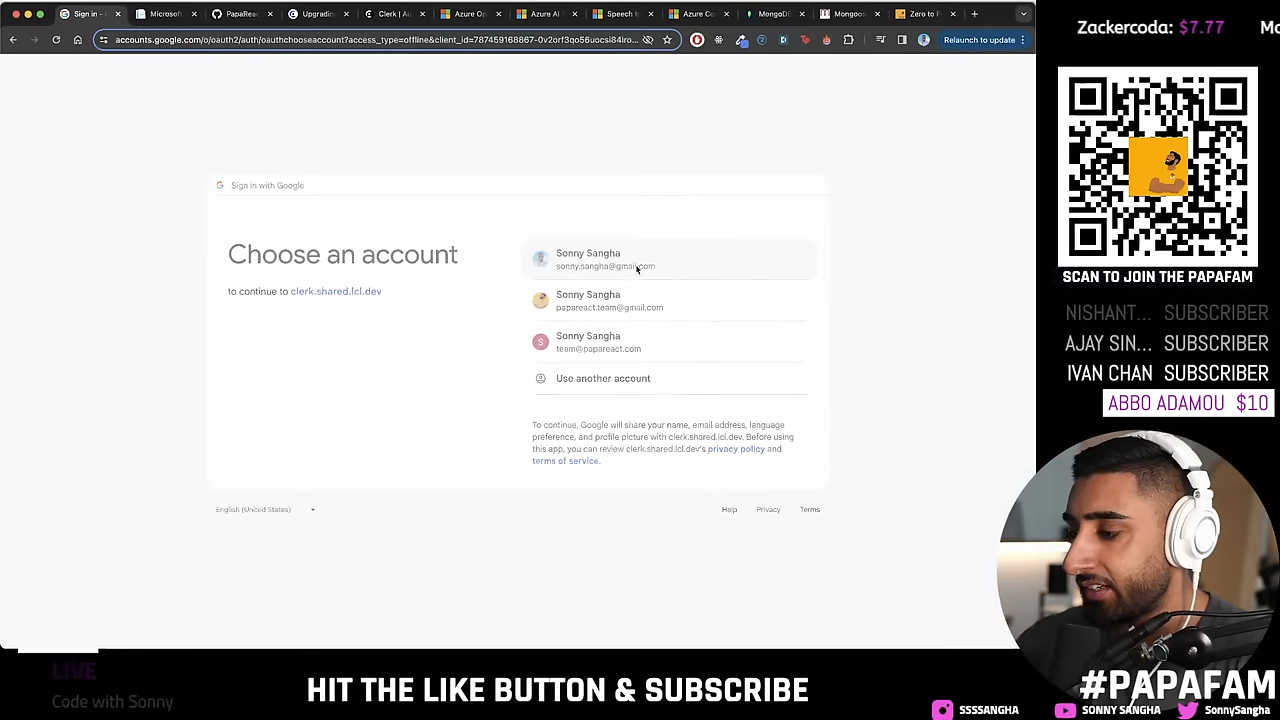 Sign in
Microsoft
PapaRea
Upgrading
Clerk | Au
Azure Op
Azure AI
Speech to
Azure Co
MongoDB
Mongoos
Zero to F
accounts.google.com/o/oauth2/auth/oauthchooseaccount?access_type=offline&client_id=787459168867-0v2orf3qo56uocsi84iro...
Relaunch to update
Sign in with Google
Choose an account
to continue to clerk.shared.lcl.dev
Sonny Sangha
sonny.sangha@gmail.com
Sonny Sangha
papareact.team@gmail.com
S
Sonny Sangha
team@papareact.com
Use another account
To continue, Google will share your name, email address, language
preference, and profile picture with clerk.shared.lcl.dev. Before using
this app, you can review clerk.shared.lcl.dev's privacy policy and
terms of service.
English (United States)
Help
Privacy
Terms
Zackercoda: $7.77
Mo
SCAN TO JOIN THE PAPAFAM
NISHANT... SUBSCRIBER
AJAY SIN... SUBSCRIBER
IVAN CHAN SUBSCRIBER
ABBO ADAMOU $10
LIVE
Code with Sonny
HIT THE LIKE BUTTON & SUBSCRIBE
#PAPAFAM
SSSSANGHA
SONNY SANGHA
SonnySangha